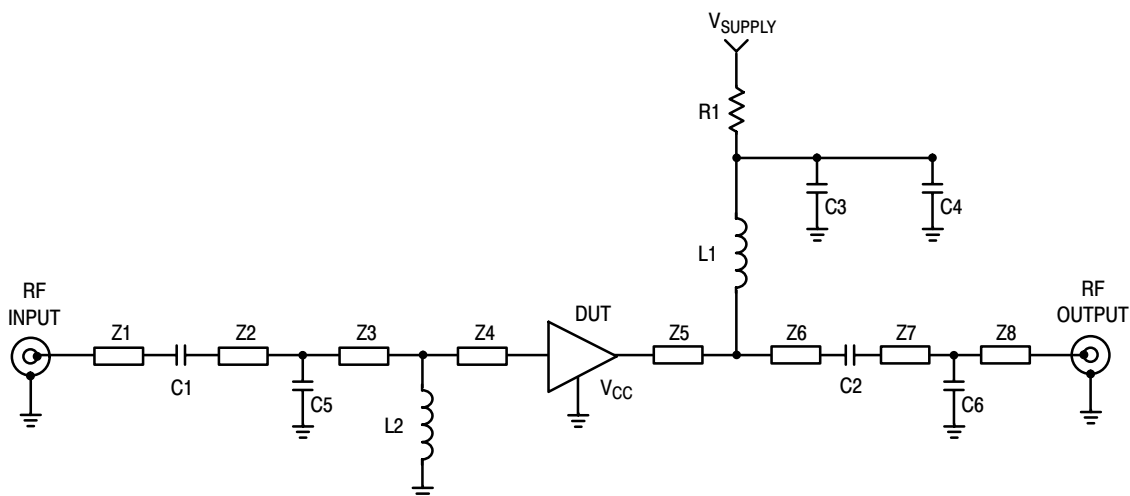 VSUPPLY
R1
C3
C4
L1
RF
INPUT
Z1
C1
Z2
C5
Z3
L2
Z4
DUT
VCC
Z5
Z6
C2
Z7
C6
Z8
RF
OUTPUT